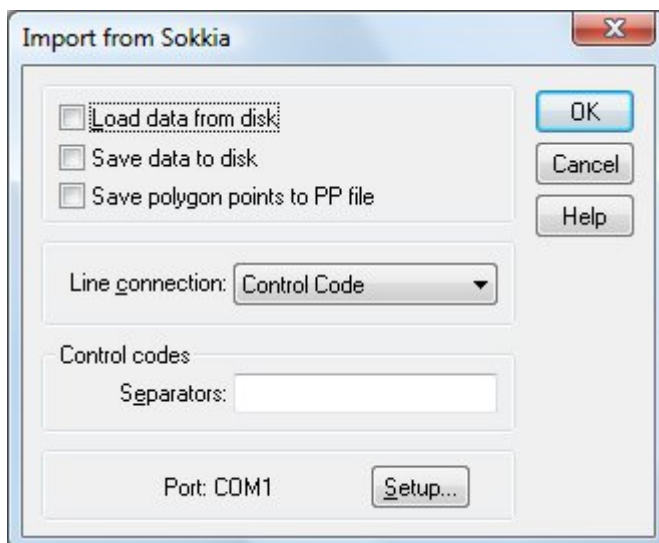 Import from Sokkia
Load data from disk
Save data to disk
Save polygon points to PP file
OK
Cancel
Help
Line connection: Control Code
Control codes
Separators:
Port: COM1 Setup...